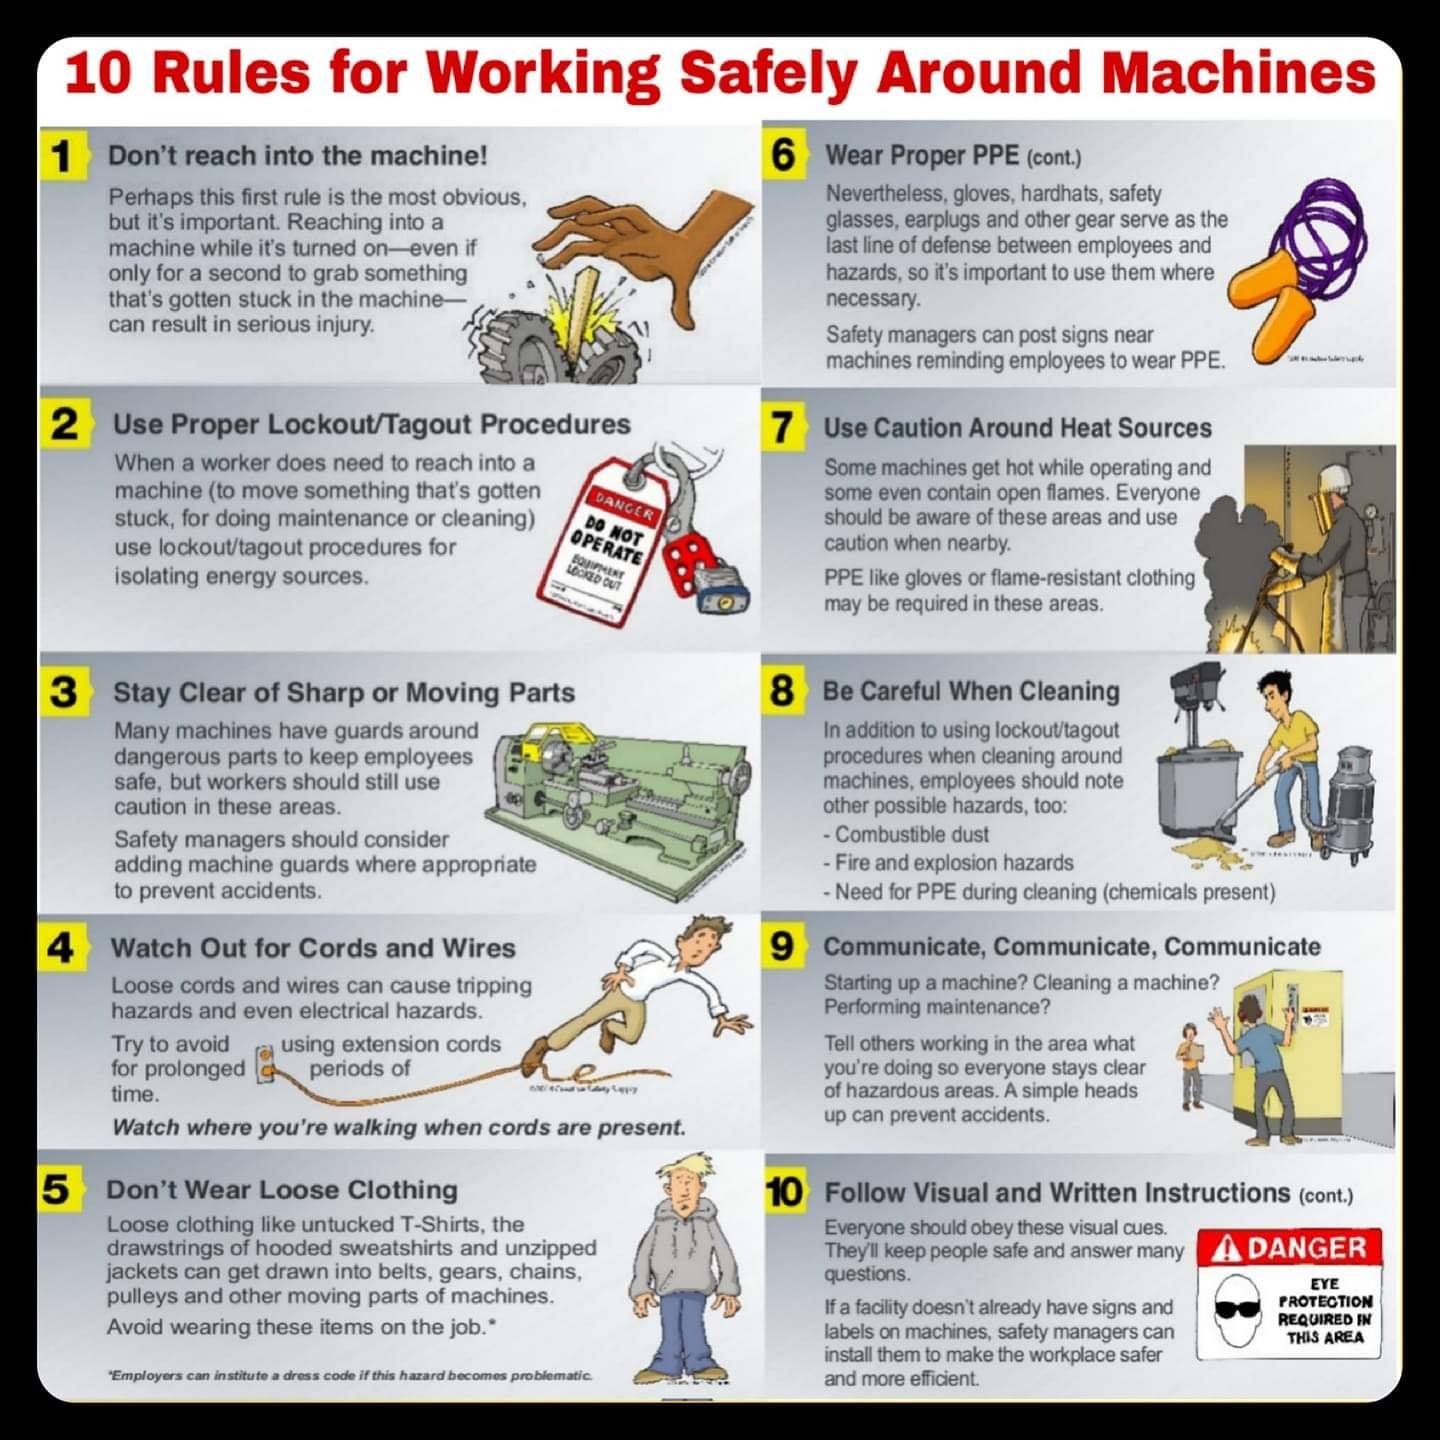 10 Rules for Working Safely Around Machines
1
Don't reach into the machine!
Perhaps this first rule is the most obvious,
but it's important. Reaching into a
machine while it's turned on—even if
only for a second to grab something
that's gotten stuck in the machine—
can result in serious injury.
2
Use Proper Lockout/Tagout Procedures
When a worker does need to reach into a
machine (to move something that's gotten
stuck, for doing maintenance or cleaning)
use lockout/tagout procedures for
isolating energy sources.
DANGER
DO NOT
OPERATE
EQUIPMENT
LOCKED OUT
3
Stay Clear of Sharp or Moving Parts
Many machines have guards around
dangerous parts to keep employees
safe, but workers should still use
caution in these areas.
Safety managers should consider
adding machine guards where appropriate
to prevent accidents.
4
Watch Out for Cords and Wires
Loose cords and wires can cause tripping
hazards and even electrical hazards.
Try to avoid using extension cords
for prolonged periods of
time.
Watch where you're walking when cords are present.
5
Don't Wear Loose Clothing
Loose clothing like untucked T-Shirts, the
drawstrings of hooded sweatshirts and unzipped
jackets can get drawn into belts, gears, chains,
pulleys and other moving parts of machines.
Avoid wearing these items on the job.*
*Employers can institute a dress code if this hazard becomes problematic.
6
Wear Proper PPE (cont.)
Nevertheless, gloves, hardhats, safety
glasses, earplugs and other gear serve as the
last line of defense between employees and
hazards, so it's important to use them where
necessary.
Safety managers can post signs near
machines reminding employees to wear PPE.
7
Use Caution Around Heat Sources
Some machines get hot while operating and
some even contain open flames. Everyone
should be aware of these areas and use
caution when nearby.
PPE like gloves or flame-resistant clothing
may be required in these areas.
8
Be Careful When Cleaning
In addition to using lockout/tagout
procedures when cleaning around
machines, employees should note
other possible hazards, too:
- Combustible dust
- Fire and explosion hazards
- Need for PPE during cleaning (chemicals present)
9
Communicate, Communicate, Communicate
Starting up a machine? Cleaning a machine?
Performing maintenance?
Tell others working in the area what
you're doing so everyone stays clear
of hazardous areas. A simple heads
up can prevent accidents.
10
Follow Visual and Written Instructions (cont.)
Everyone should obey these visual cues.
They'll keep people safe and answer many
questions.
If a facility doesn't already have signs and
labels on machines, safety managers can
install them to make the workplace safer
and more efficient.
DANGER
EYE
PROTECTION
REQUIRED IN
THIS AREA